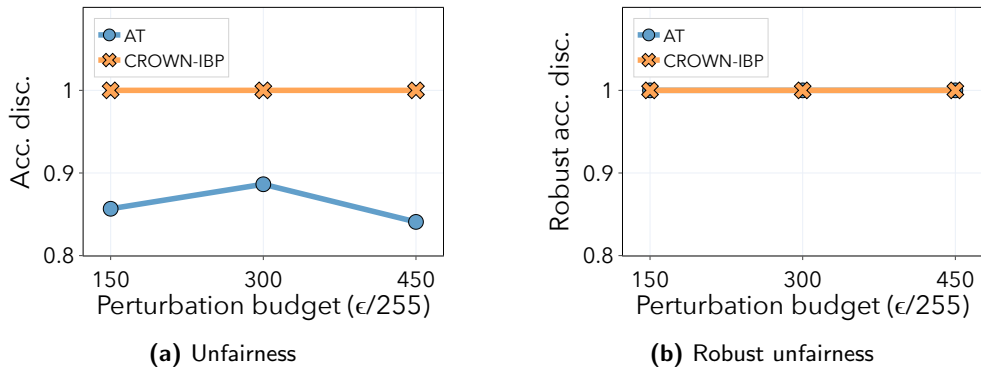 AT
CROWN-IBP
Acc. disc.
1
0.9
0.8
150 300 450
Perturbation budget (ϵ/255)
(a) Unfairness
AT
CROWN-IBP
Robust acc. disc.
1
0.9
0.8
150 300 450
Perturbation budget (ϵ/255)
(b) Robust unfairness